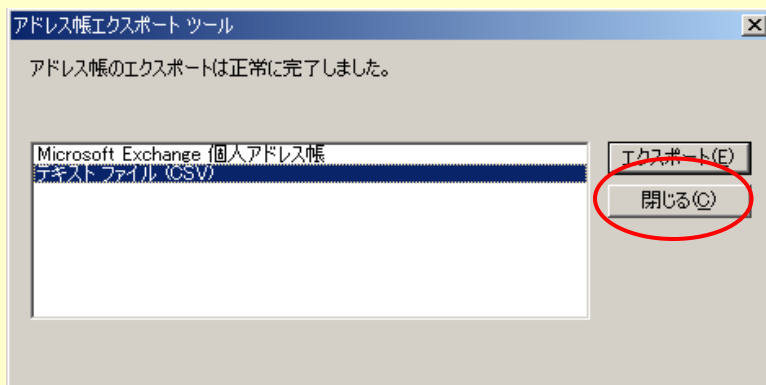 アドレス帳エクスポート ツール
アドレス帳のエクスポートは正常に完了しました。
Microsoft Exchange 個人アドレス帳
テキスト ファイル (CSV)
エクスポート(E)
閉じる(C)